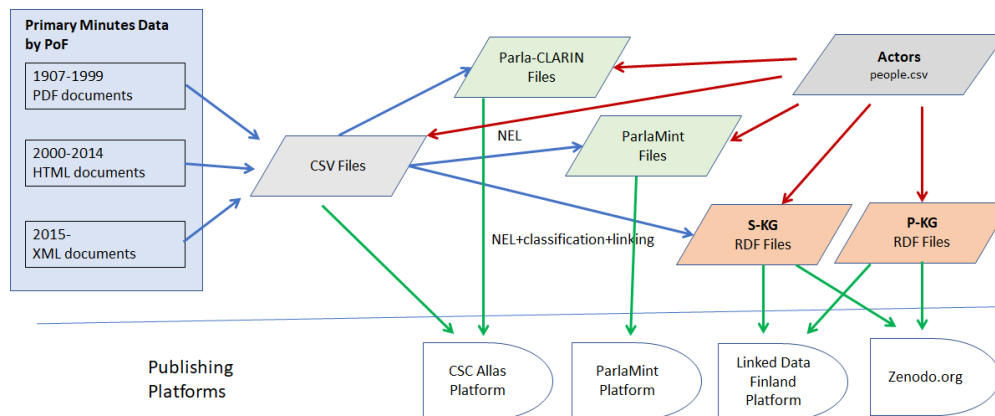 Primary Minutes Data
by PoF
1907-1999
PDF documents
2000-2014
HTML documents
2015-
XML documents
CSV Files
Parla-CLARIN
Files
NEL
ParlaMint
Files
Actors
people.csv
NEL+classification+linking
S-KG
RDF Files
P-KG
RDF Files
Publishing
Platforms
CSC Allas
Platform
ParlaMint
Platform
Linked Data
Finland
Platform
Zenodo.org